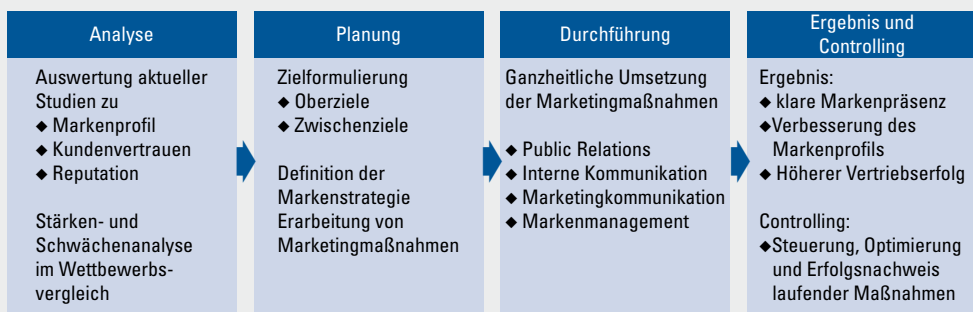 Analyse
Auswertung aktueller
Studien zu
◆ Markenprofil
◆ Kundenvertrauen
◆ Reputation
Stärken- und
Schwächenanalyse
im Wettbewerbs-
vergleich
Planung
Zielformulierung
◆ Oberziele
◆ Zwischenziele
Definition der
Markenstrategie
Erarbeitung von
Marketingmaßnahmen
Durchführung
Ganzheitliche Umsetzung
der Marketingmaßnahmen
◆ Public Relations
◆ Interne Kommunikation
◆ Marketingkommunikation
◆ Markenmanagement
Ergebnis und
Controlling
Ergebnis:
◆ klare Markenpräsenz
◆Verbesserung des
Markenprofils
◆ Höherer Vertriebserfolg
Controlling:
◆Steuerung, Optimierung
und Erfolgsnachweis
laufender Maßnahmen